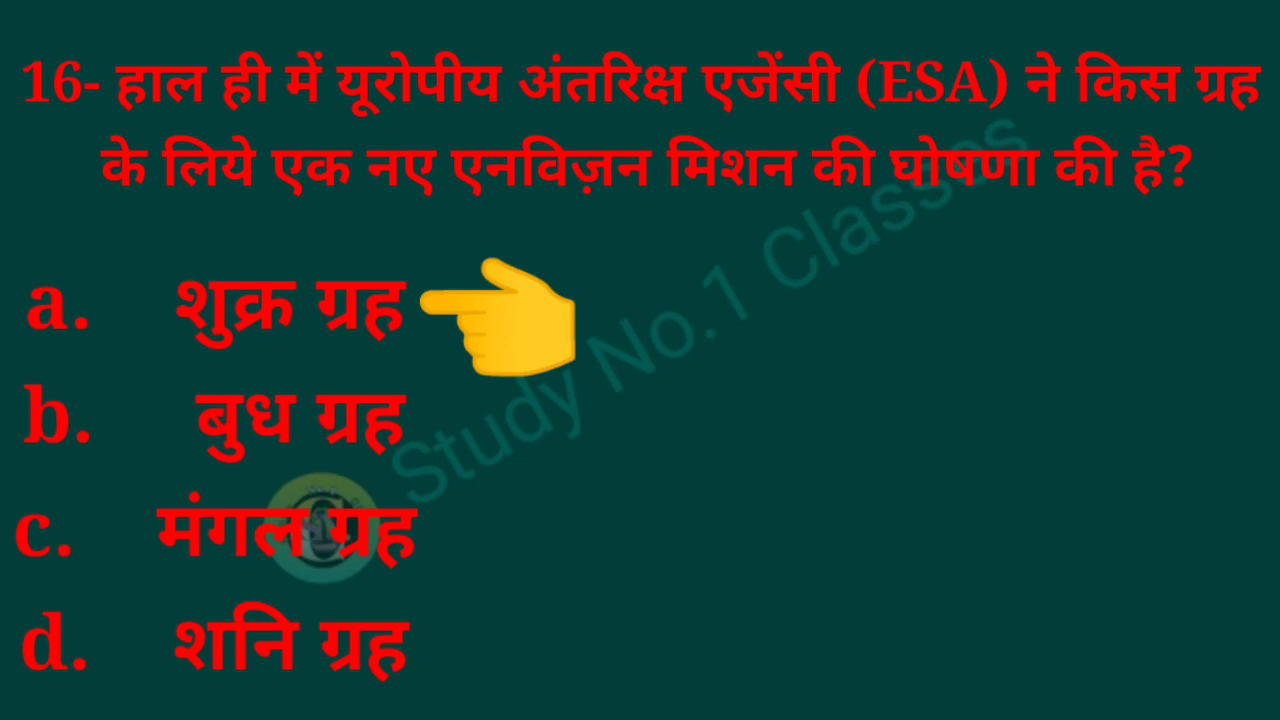 16- हाल ही में यूरोपीय अंतरिक्ष एजेंसी (ESA) ने किस ग्रह
के लिये एक नए एनविज़न मिशन की घोषणा की है?
a. शुक्र ग्रह
b. बुध ग्रह
c. मंगल ग्रह
d. शनि ग्रह
Study No.1 Classes